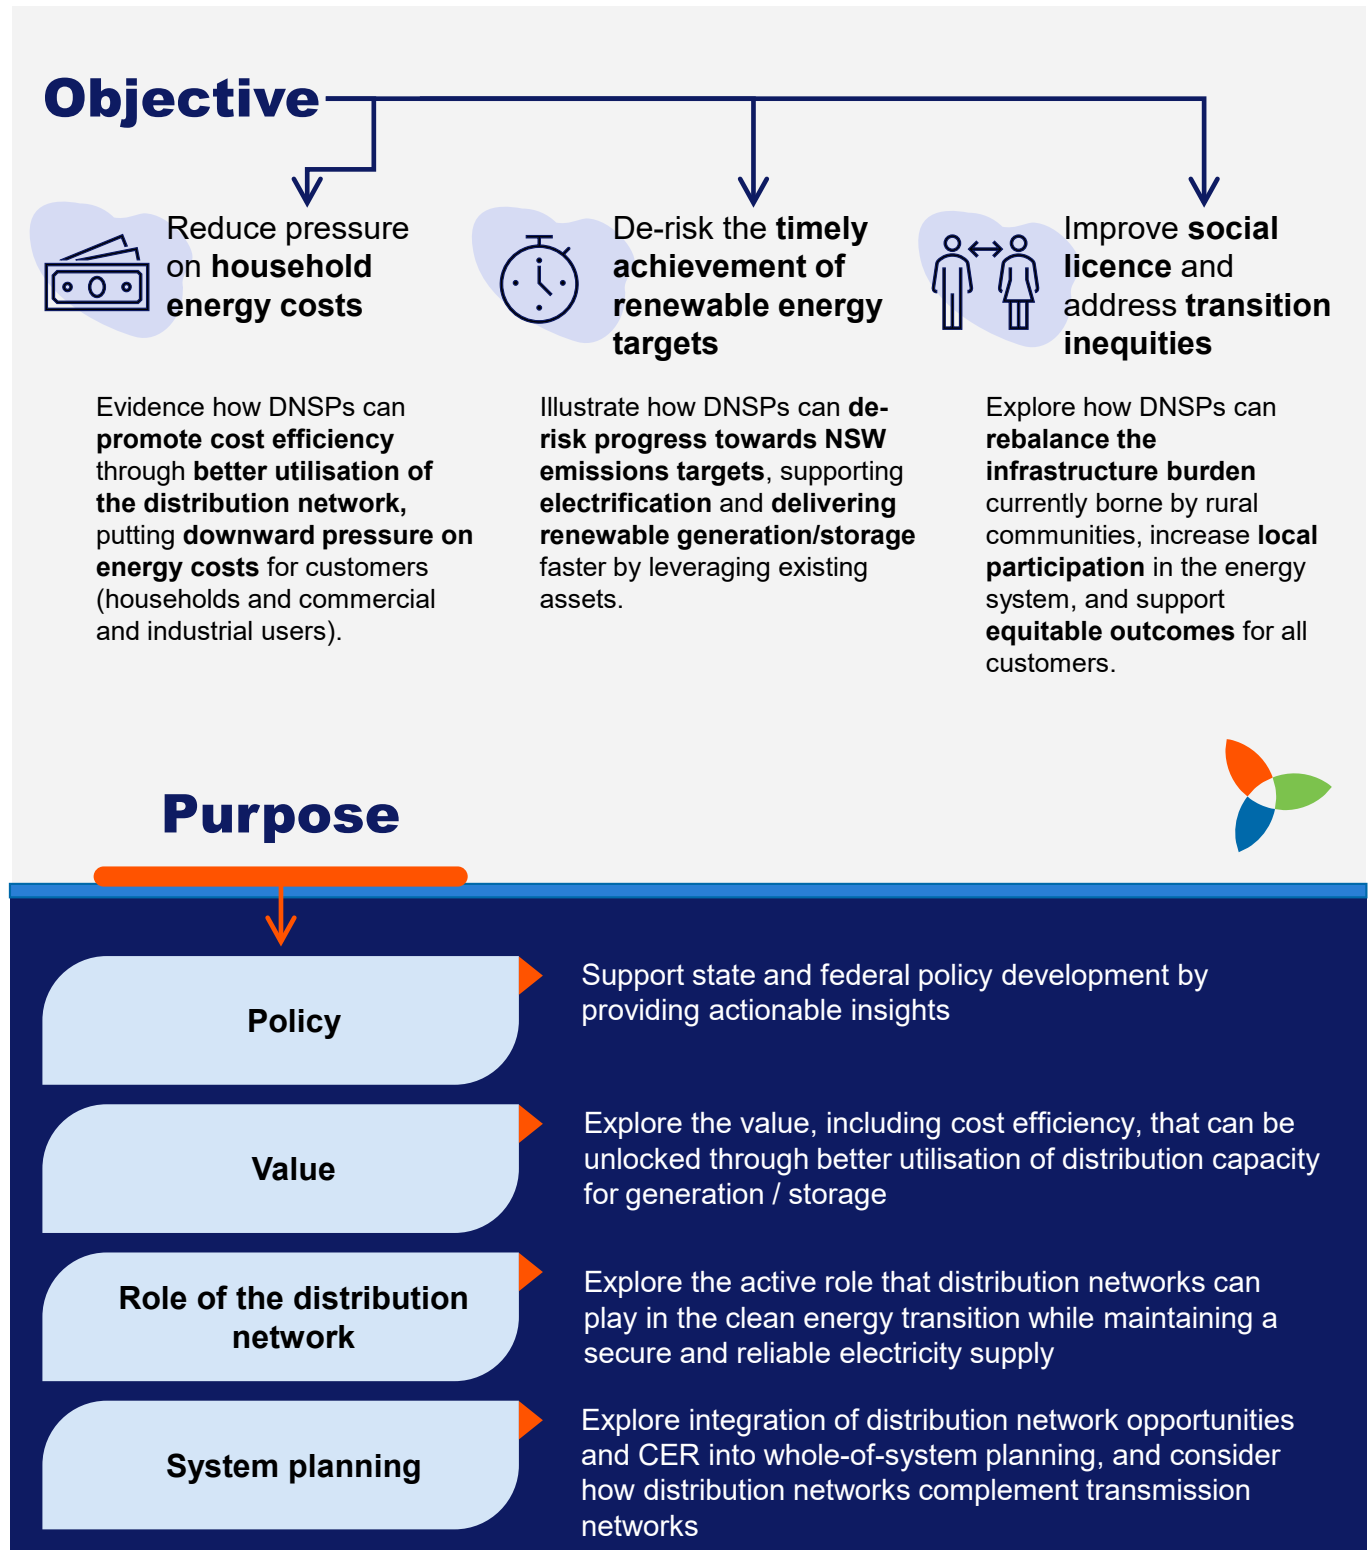 Objective
Reduce pressure
on household
energy costs
Evidence how DNSPs can
promote cost efficiency
through better utilisation of
the distribution network,
putting downward pressure on
energy costs for customers
(households and commercial
and industrial users).
De-risk the timely
achievement of
renewable energy
targets
Illustrate how DNSPs can de-
risk progress towards NSW
emissions targets, supporting
electrification and delivering
renewable generation/storage
faster by leveraging existing
assets.
Improve social
licence and
address transition
inequities
Explore how DNSPs can
rebalance the
infrastructure burden
currently borne by rural
communities, increase local
participation in the energy
system, and support
equitable outcomes for all
customers.
Purpose
Policy
Support state and federal policy development by
providing actionable insights
Value
Explore the value, including cost efficiency, that can be
unlocked through better utilisation of distribution capacity
for generation / storage
Role of the distribution
network
Explore the active role that distribution networks can
play in the clean energy transition while maintaining a
secure and reliable electricity supply
System planning
Explore integration of distribution network opportunities
and CER into whole-of-system planning, and consider
how distribution networks complement transmission
networks